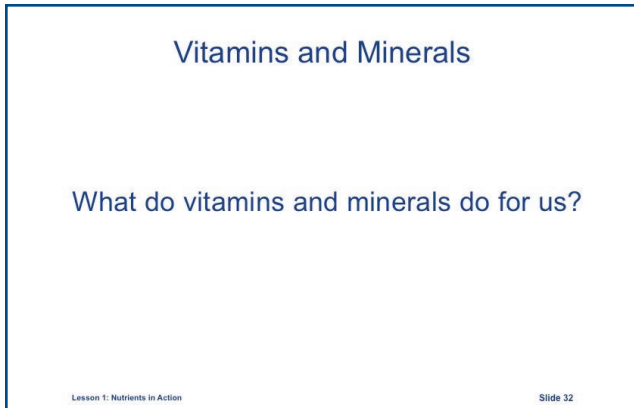 Vitamins and Minerals
What do vitamins and minerals do for us?
Lesson 1: Nutrients in Action
Slide 32